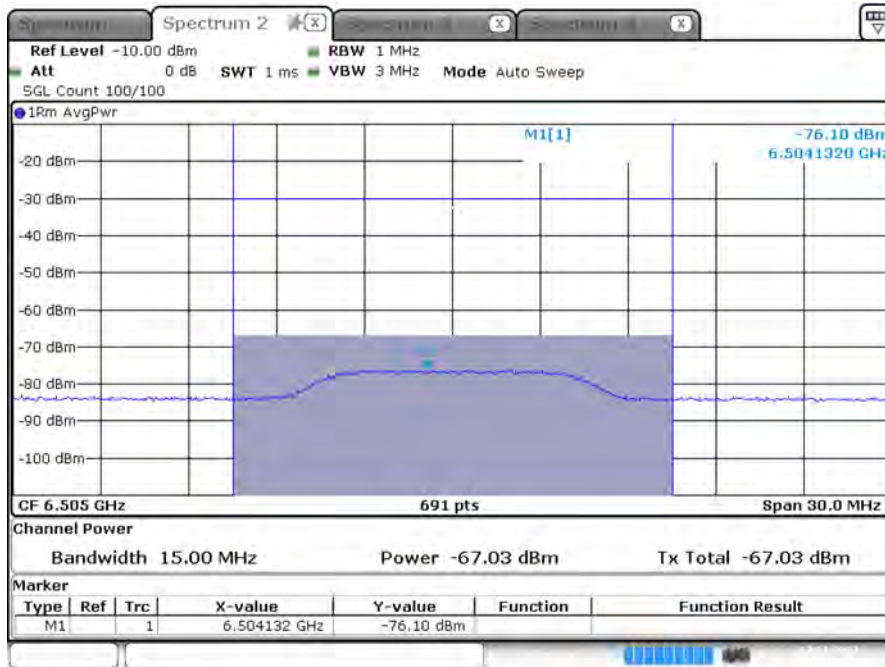 Spectrum 2
Ref Level -10.00 dBm RBW 1 MHz
Att 0 dB SWT 1 ms VBW 3 MHz Mode Auto Sweep
SGL Count 100/100
1Rm AvgPwr
M1[1] -76.10 dBm
6.5041320 GHz
-20 dBm
-30 dBm
-40 dBm
-50 dBm
-60 dBm
-70 dBm
-80 dBm
-90 dBm
-100 dBm
CF 6.505 GHz 691 pts Span 30.0 MHz
Channel Power
Bandwidth 15.00 MHz Power -67.03 dBm Tx Total -67.03 dBm
Marker
Type Ref Trc X-value Y-value Function Function Result
M1 1 6.504132 GHz -76.10 dBm